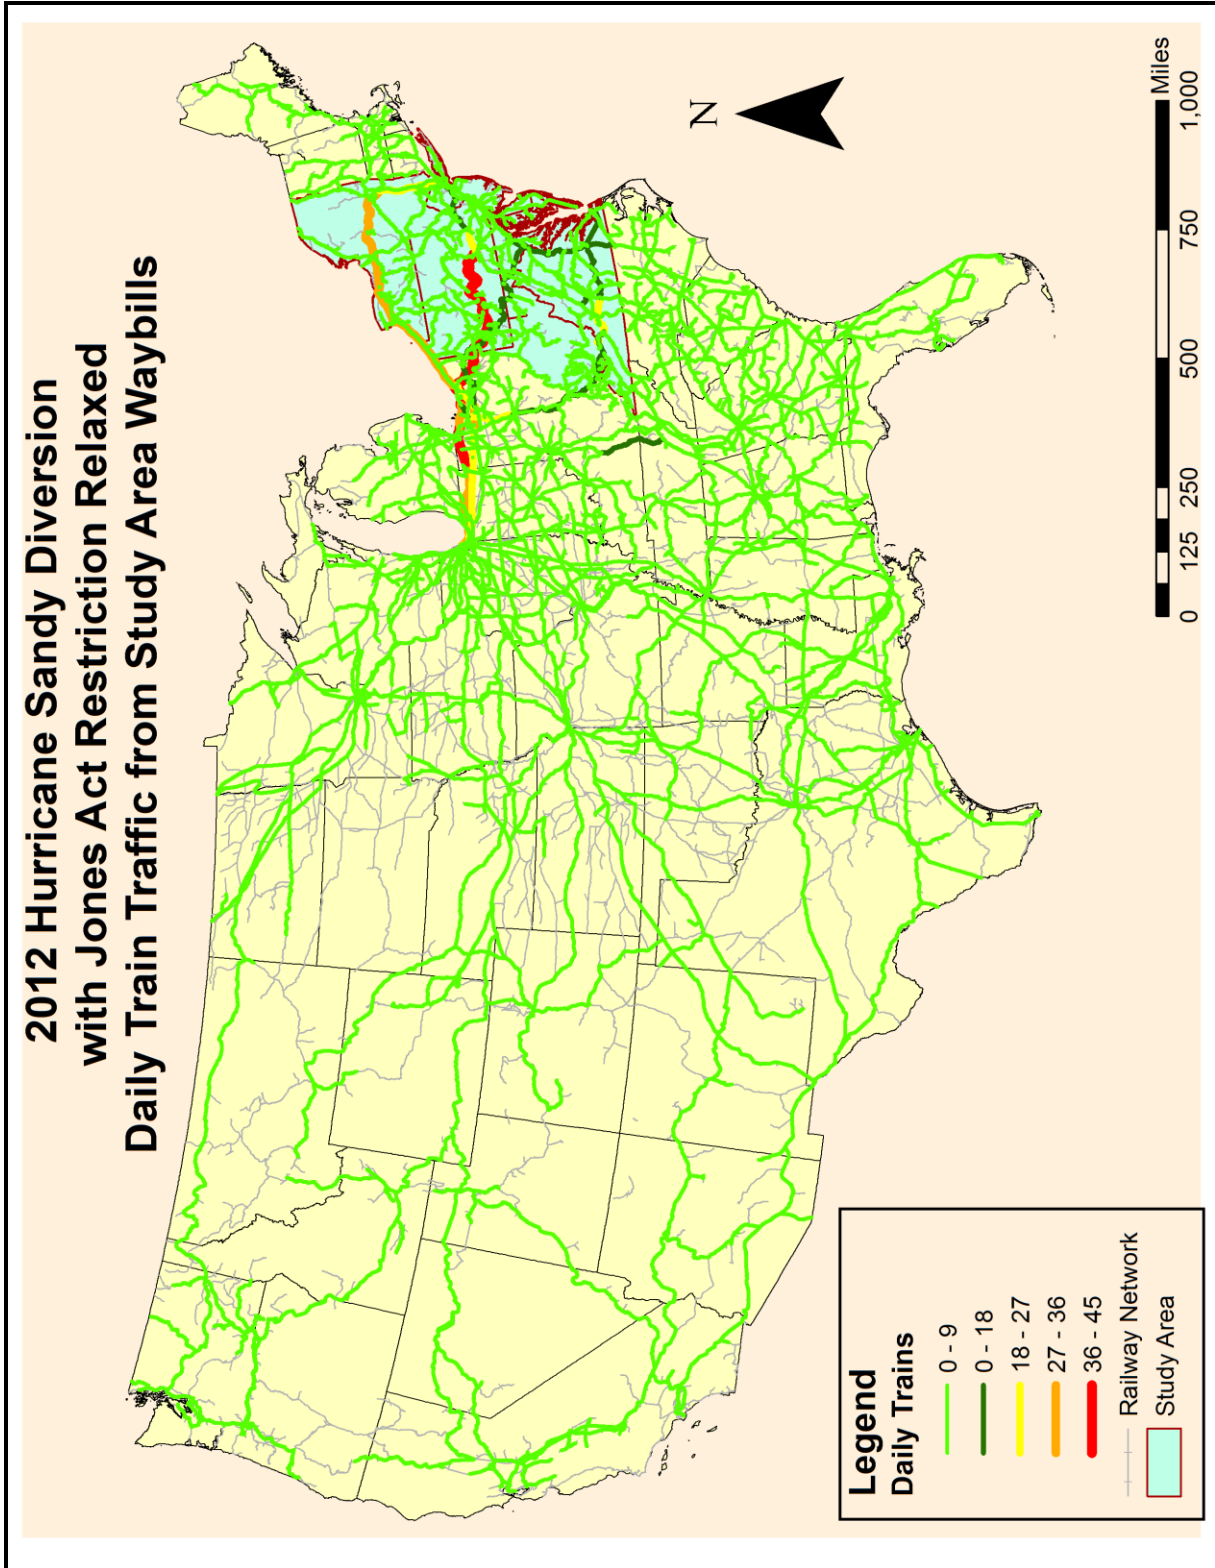 2012 Hurricane Sandy Diversion
with Jones Act Restriction Relaxed
Daily Train Traffic from Study Area Waybills
N
Legend
Daily Trains
0 - 9
0 - 18
18 - 27
27 - 36
36 - 45
Railway Network
Study Area
0 125 250 500 750 1,000
Miles